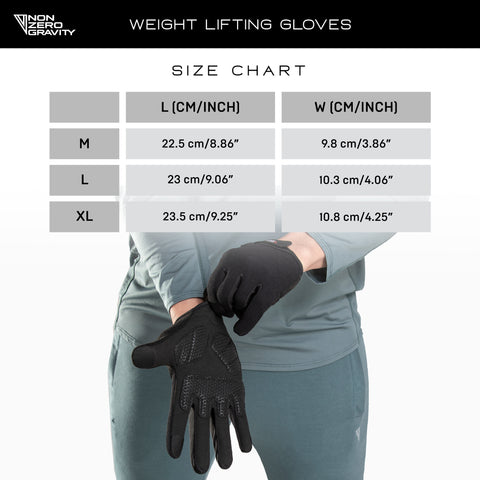 NON
ZERO
GRAVITY
WEIGHT LIFTING GLOVES
SIZE CHART
L (CM/INCH) W (CM/INCH)
M 22.5 cm/8.86″ 9.8 cm/3.86″
L 23 cm/9.06″ 10.3 cm/4.06″
XL 23.5 cm/9.25″ 10.8 cm/4.25″